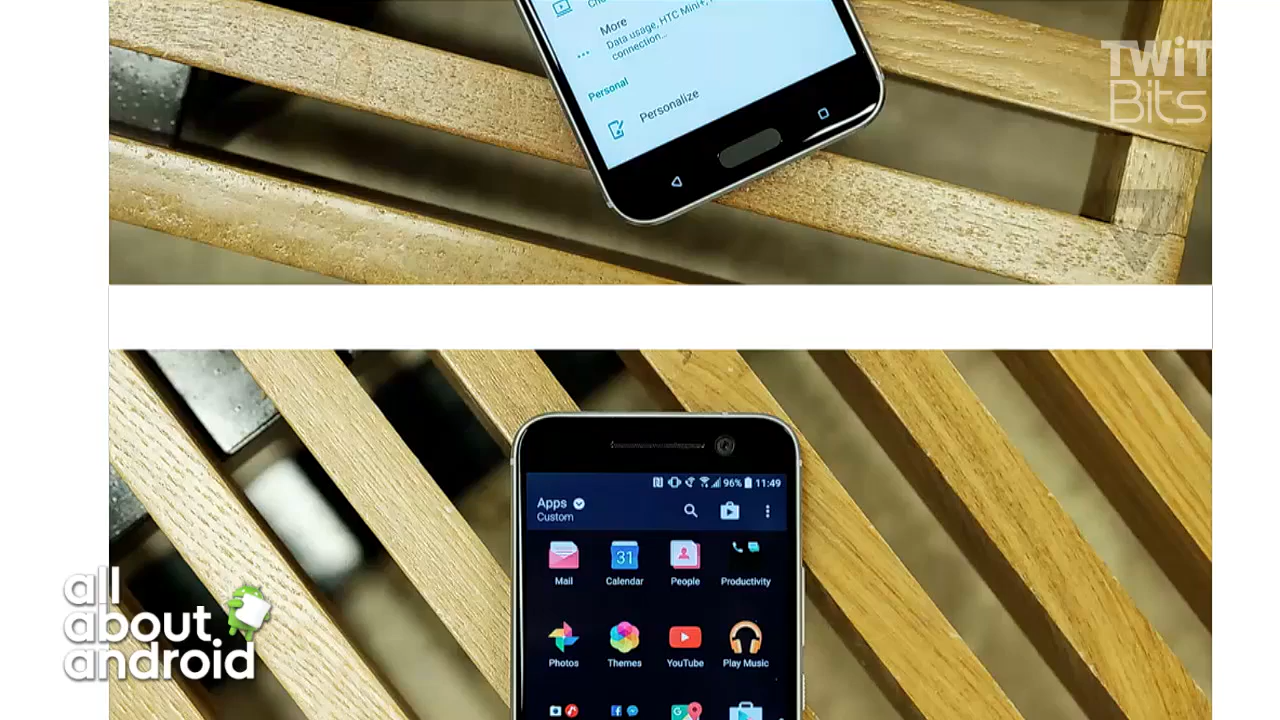 More
Data usage, HTC Mini+,
connection...
Personal
Personalize
TWiT
Bits
96% 11:49
Apps
Custom
31
Mail
Calendar
People
Productivity
Photos
Themes
YouTube
Play Music
all
about
android